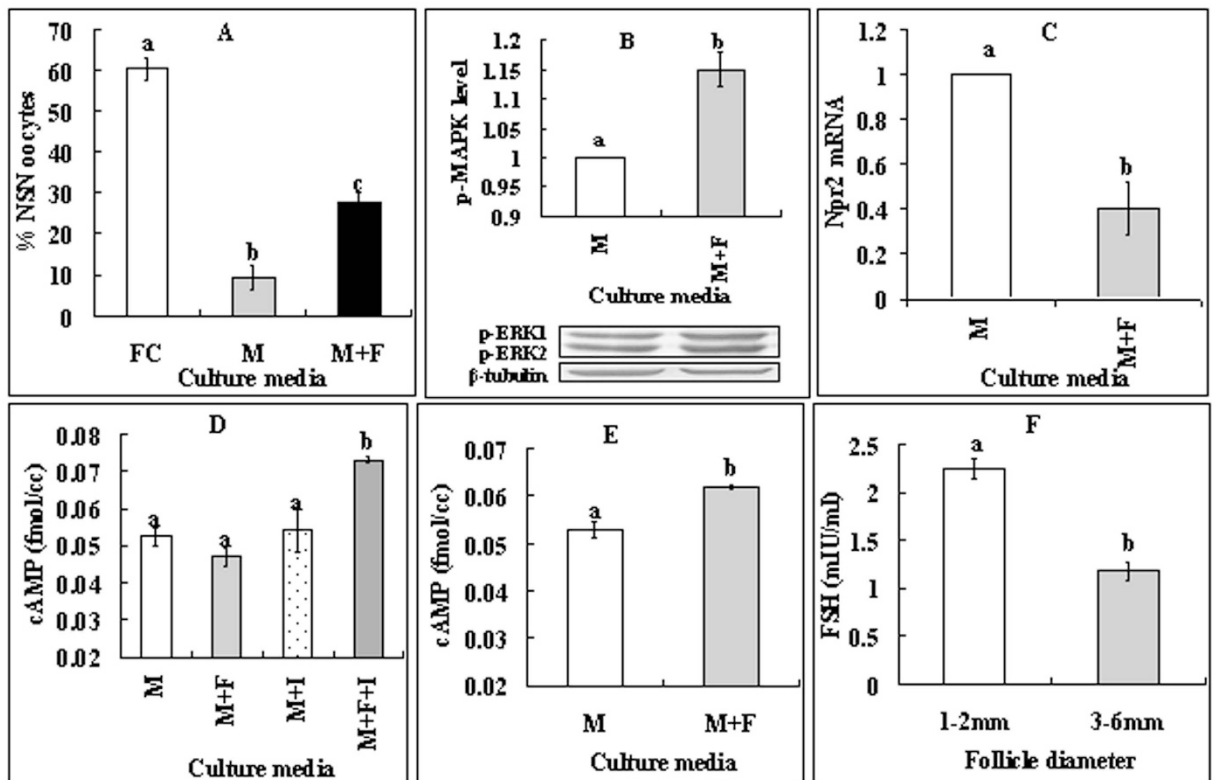 A
% NSN oocytes
70
60
50
40
30
20
10
0
a
b
c
FC M M+F
Culture media
B
p-MAPK level
1.2
1.15
1.1
1.05
1
0.95
0.9
a
b
M
M+F
Culture media
p-ERK1
p-ERK2
β-tubulin
C
Npr2 mRNA
1.2
1
0.8
0.6
0.4
0.2
0
a
b
M
M+F
Culture media
D
cAMP (fmol/cc)
0.08
0.07
0.06
0.05
0.04
0.03
0.02
a
a
a
b
M
M+F
M+I
M+F+I
Culture media
E
cAMP (fmol/cc)
0.07
0.06
0.05
0.04
0.03
0.02
a
b
M M+F
Culture media
F
FSH (mIU/ml)
2.5
2
1.5
1
0.5
0
a
b
1-2mm 3-6mm
Follicle diameter